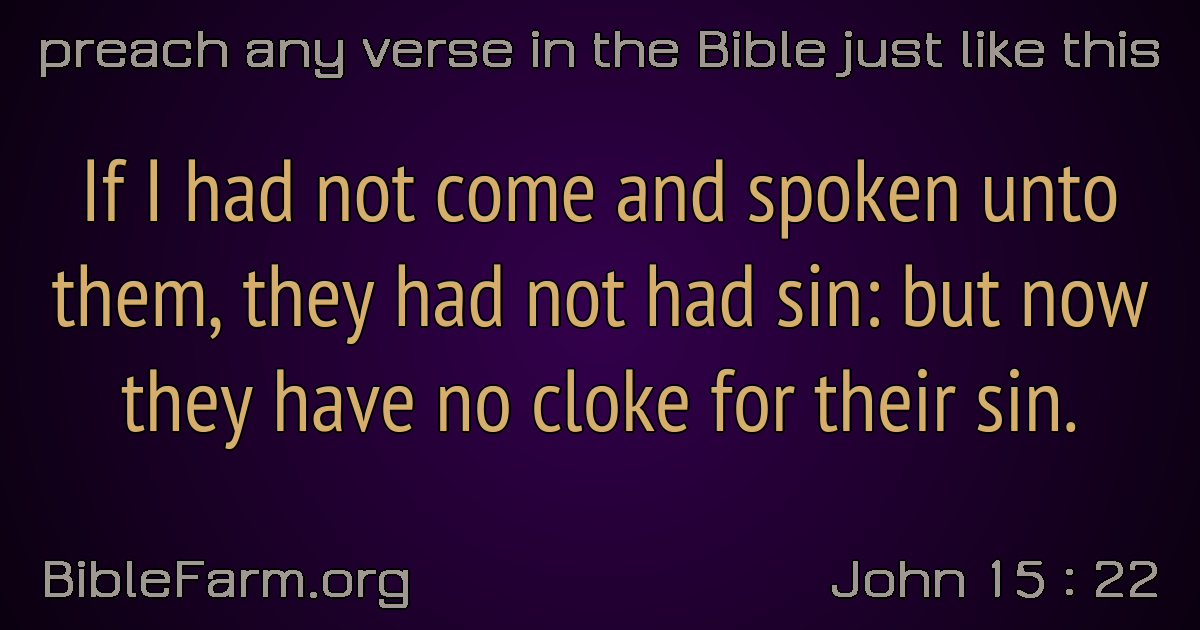 preach any verse in the Bible just like this
If I had not come and spoken unto
them, they had not had sin: but now
they have no cloke for their sin.
BibleFarm.org
John 15 : 22